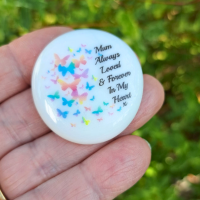 Mum
Always
Loved
& Forever
In My
Heart
x